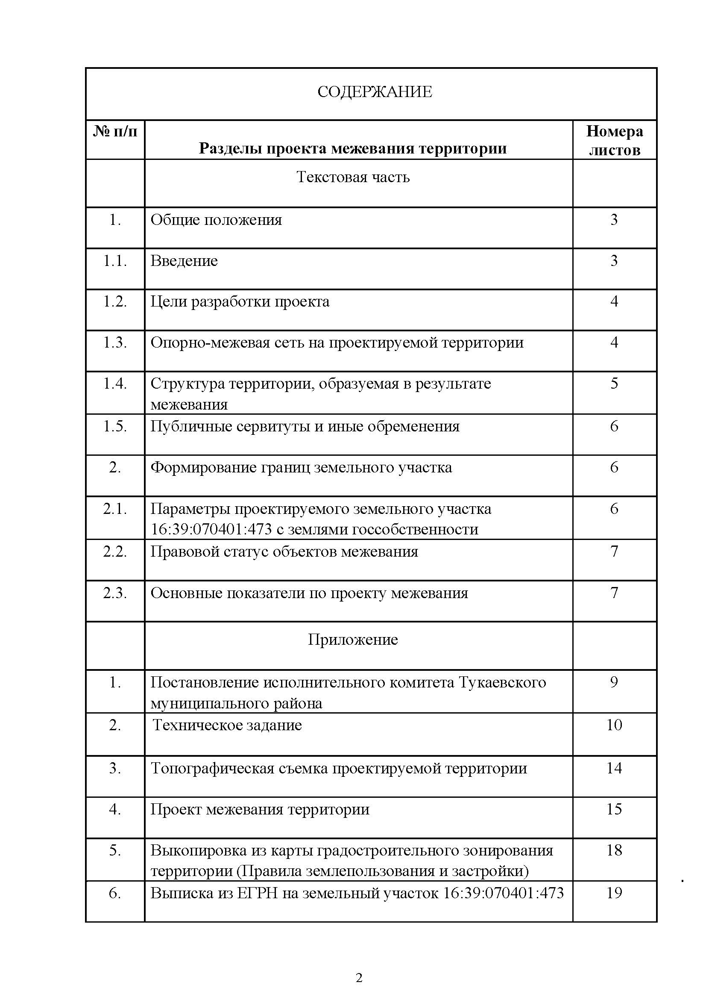 СОДЕРЖАНИЕ
№ п/п
Разделы проекта межевания территории
Номера
листов
Текстовая часть
1.
Общие положения
3
1.1.
Введение
3
1.2.
Цели разработки проекта
4
1.3.
Опорно-межевая сеть на проектируемой территории
4
1.4.
Структура территории, образуемая в результате
межевания
5
1.5.
Публичные сервитуты и иные обременения
6
2.
Формирование границ земельного участка
6
2.1.
Параметры проектируемого земельного участка
16:39:070401:473 с землями госсобственности
6
2.2.
Правовой статус объектов межевания
7
2.3.
Основные показатели по проекту межевания
7
Приложение
1.
Постановление исполнительного комитета Тукаевского
муниципального района
9
2.
Техническое задание
10
3.
Топографическая съемка проектируемой территории
14
4.
Проект межевания территории
15
5.
Выкопировка из карты градостроительного зонирования
территории (Правила землепользования и застройки)
18
6.
Выписка из ЕГРН на земельный участок 16:39:070401:473
19
2